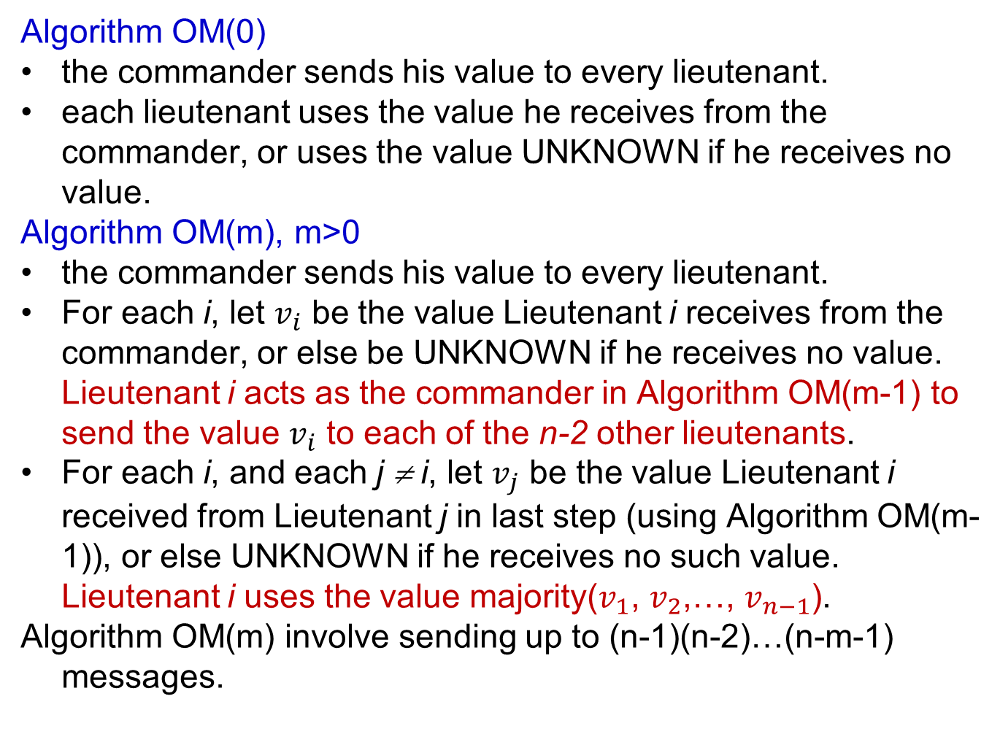 Algorithm OM(0)
• the commander sends his value to every lieutenant.
• each lieutenant uses the value he receives from the
commander, or uses the value UNKNOWN if he receives no
value.
Algorithm OM(m), m>0
• the commander sends his value to every lieutenant.
• For each i, let 𝑣ᵢ be the value Lieutenant i receives from the
commander, or else be UNKNOWN if he receives no value.
Lieutenant i acts as the commander in Algorithm OM(m-1) to
send the value 𝑣ᵢ to each of the n-2 other lieutenants.
• For each i, and each j ≠ i, let 𝑣ⱼ be the value Lieutenant i
received from Lieutenant j in last step (using Algorithm OM(m-
1)), or else UNKNOWN if he receives no such value.
Lieutenant i uses the value majority(𝑣₁, 𝑣₂,…, 𝑣ₙ₋₁).
Algorithm OM(m) involve sending up to (n-1)(n-2)…(n-m-1)
messages.